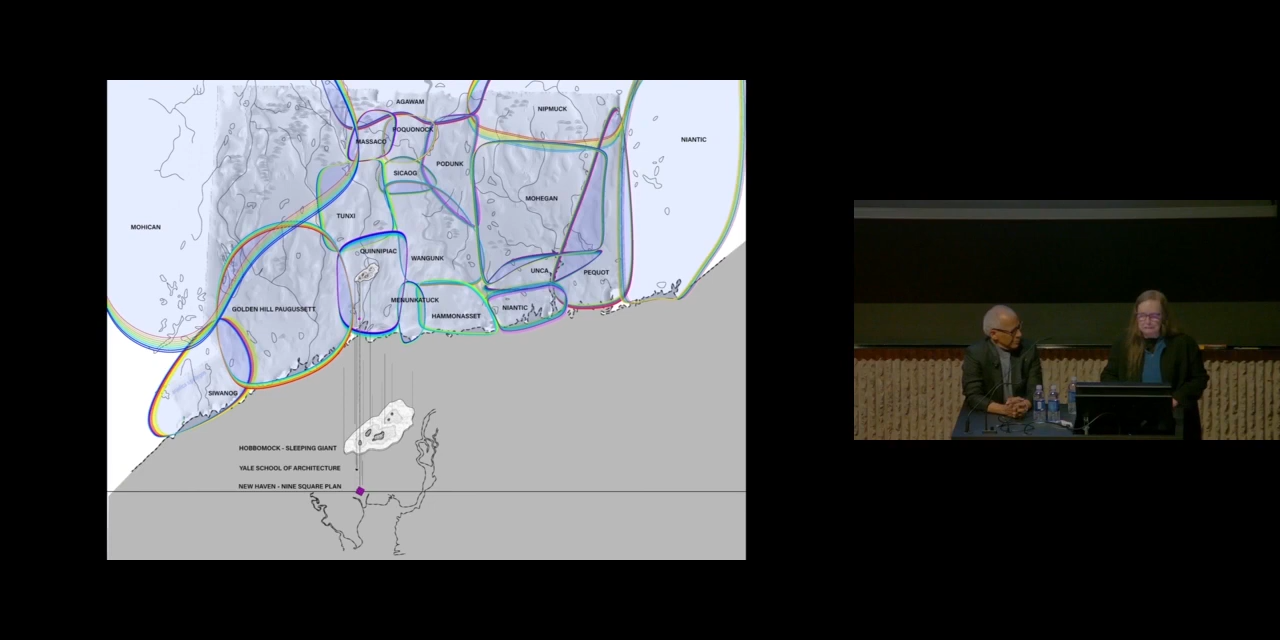 AGAWAM
NIPMUCK
POQUONOCK
MASSACO
NIANTIC
PODUNK
SICAOG
MOHEGAN
TUNXI
MOHICAN
QUINNIPIAC
WANGUNK
UNCA
PEQUOT
MENUNKATUCK
GOLDEN HILL PAUGUSSETT
NIANTIC
HAMMONASSET
SIWANOG
HOBBOMOCK - SLEEPING GIANT
YALE SCHOOL OF ARCHITECTURE
NEW HAVEN - NINE SQUARE PLAN